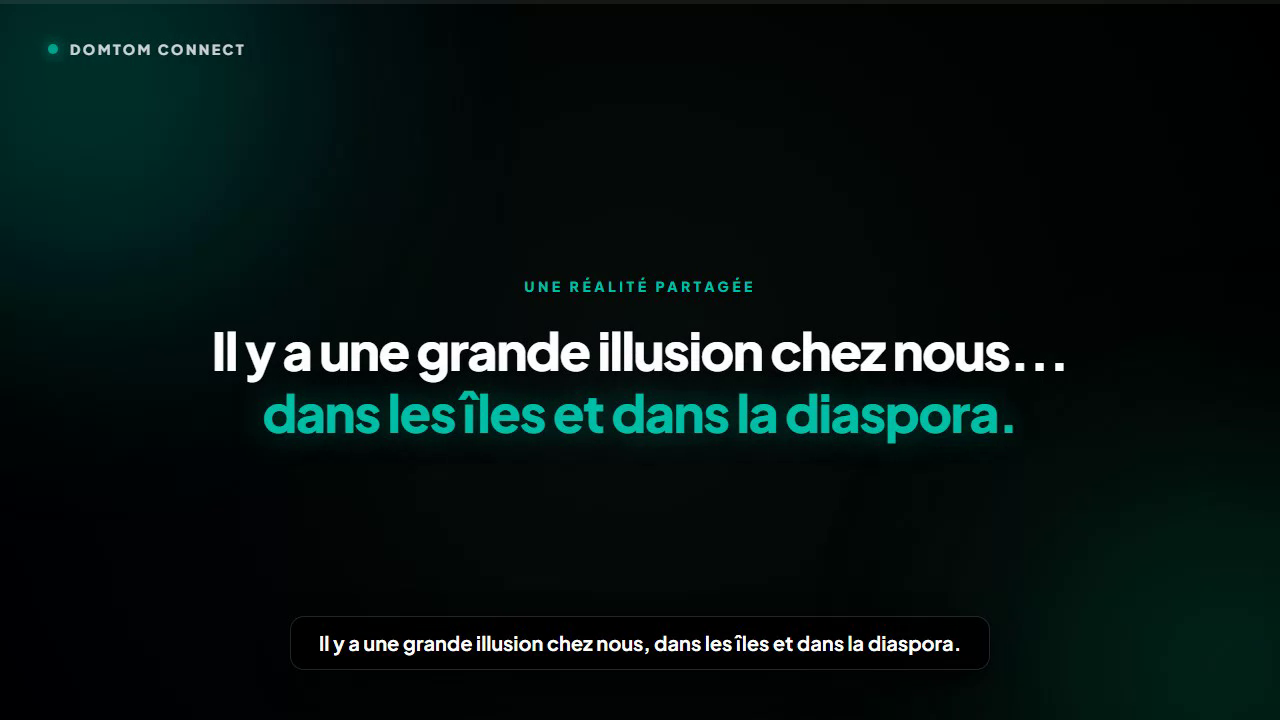 DOMTOM CONNECT
UNE RÉALITÉ PARTAGÉE
Il y a une grande illusion chez nous...
dans les îles et dans la diaspora.
Il y a une grande illusion chez nous, dans les îles et dans la diaspora.